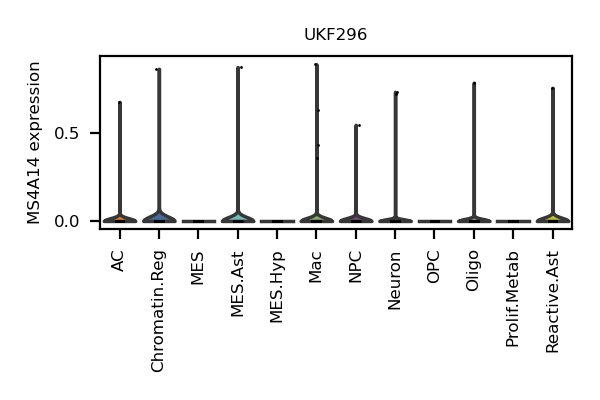 UKF296
MS4A14 expression
0.5
0.0
AC
Chromatin.Reg
MES
MES.Ast
MES.Hyp
Mac
NPC
Neuron
OPC
Oligo
Prolif.Metab
Reactive.Ast